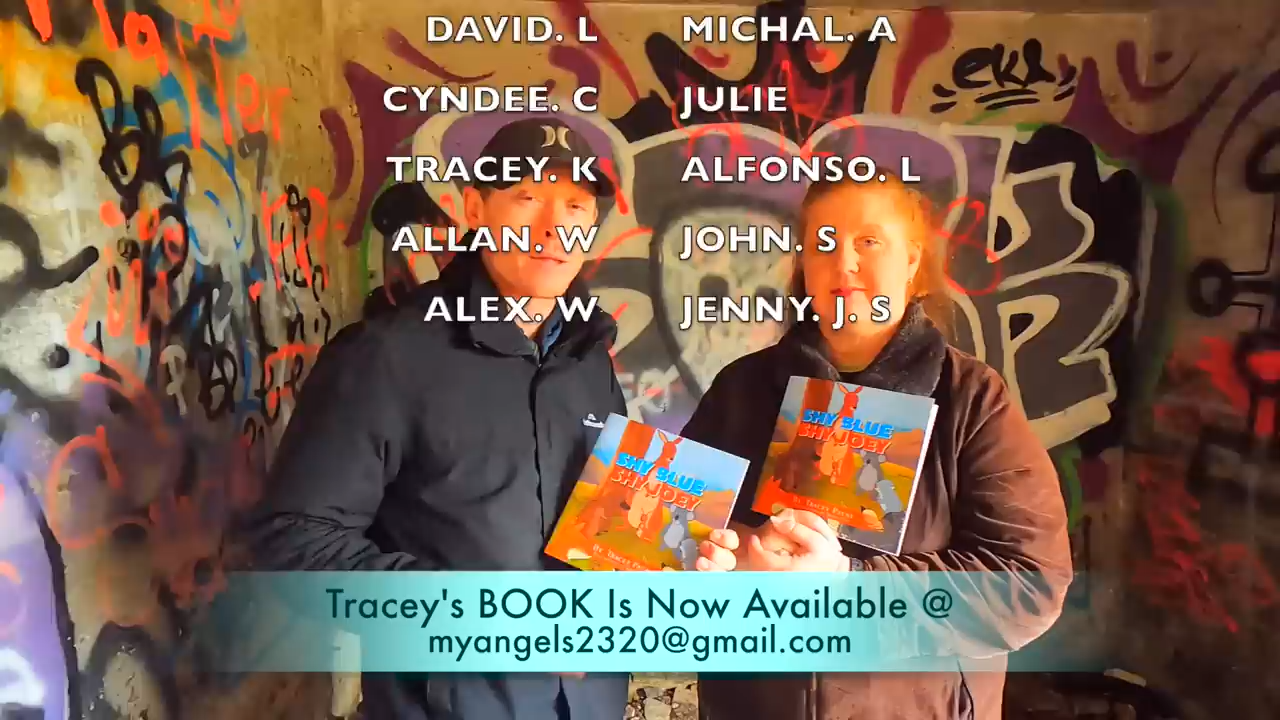 DAVID. L MICHAL. A
CYNDEE. C JULIE
TRACEY. K ALFONSO. L
ALLAN. W JOHN. S
ALEX. W JENNY. J. S
SHY BLUE
SHY JOEY
SHY BLUE
SHY JOEY
Tracey's BOOK Is Now Available @
myangels2320@gmail.com